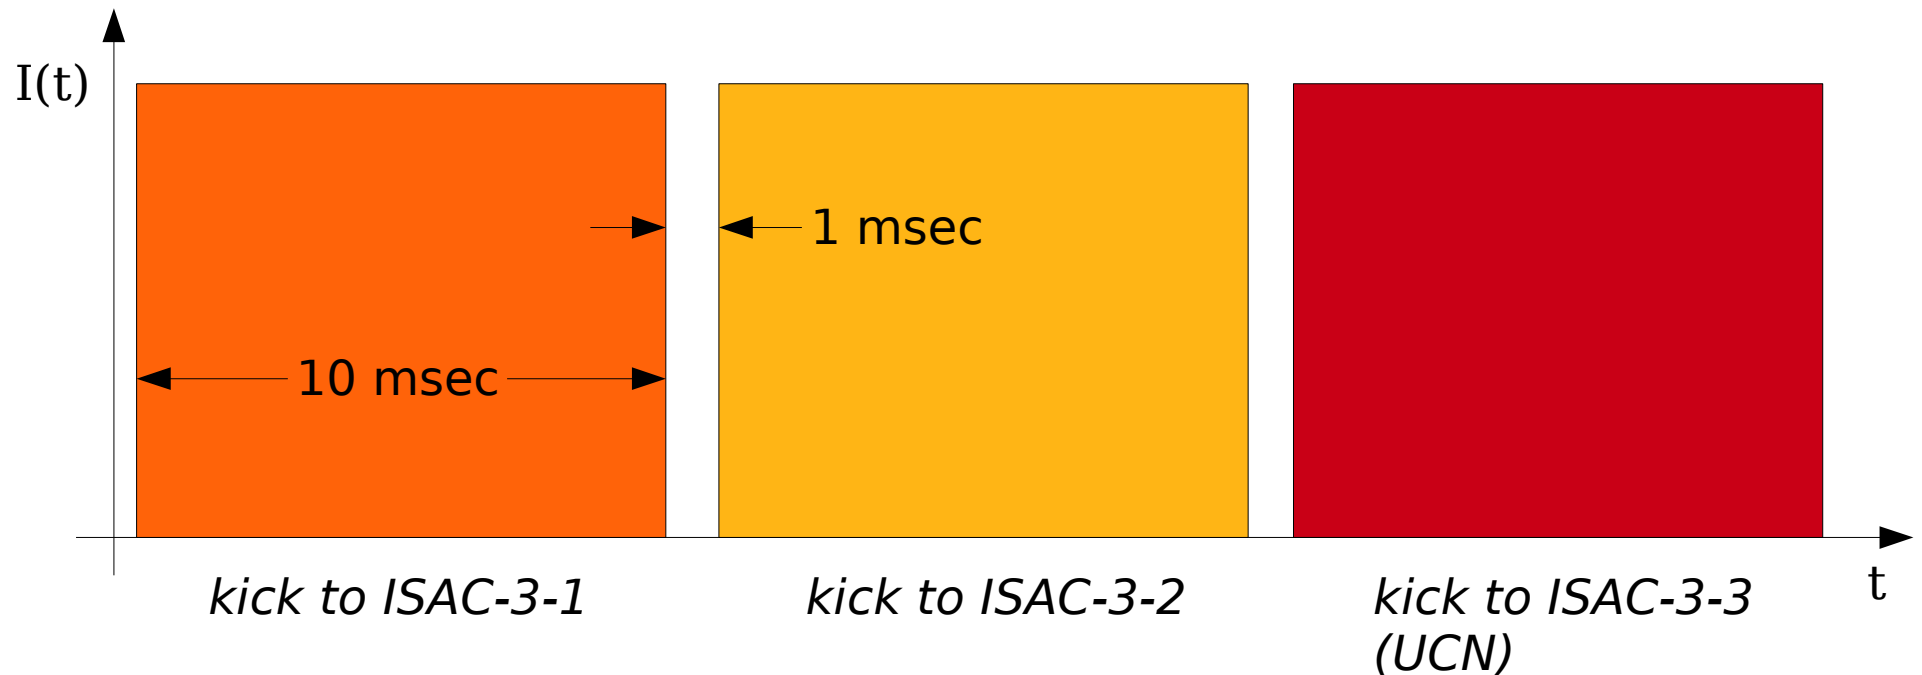 I(t)
1 msec
10 msec
kick to ISAC-3-1
kick to ISAC-3-2
kick to ISAC-3-3
(UCN)
t